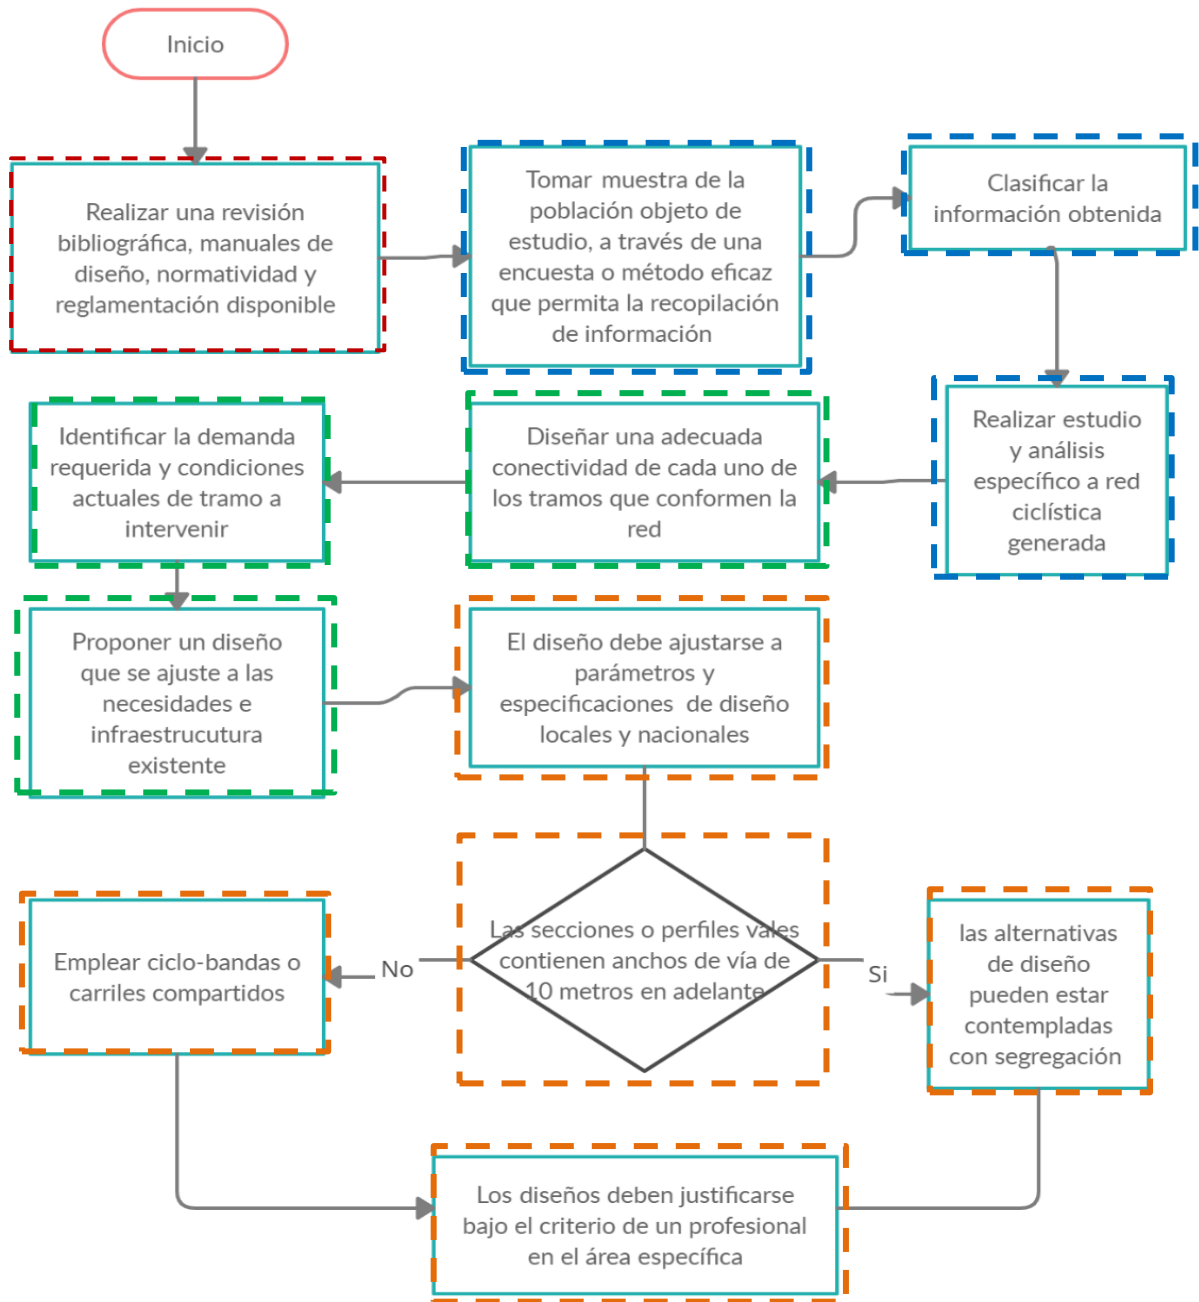 Inicio
Realizar una revisión
bibliográfica, manuales de
diseño, normatividad y
reglamentación disponible
Tomar muestra de la
población objeto de
estudio, a través de una
encuesta o método eficaz
que permita la recopilación
de información
Clasificar la
información obtenida
Realizar estudio
y análisis
específico a red
ciclística
generada
Diseñar una adecuada
conectividad de cada uno de
los tramos que conformen la
red
Identificar la demanda
requerida y condiciones
actuales de tramo a
intervenir
Proponer un diseño
que se ajuste a las
necesidades e
infraestrucutura
existente
El diseño debe ajustarse a
parámetros y
especificaciones de diseño
locales y nacionales
Las secciones o perfiles vales
contienen anchos de vía de
10 metros en adelante
No
Si
Emplear ciclo-bandas o
carriles compartidos
las alternativas
de diseño
pueden estar
contempladas
con segregación
Los diseños deben justificarse
bajo el criterio de un profesional
en el área específica